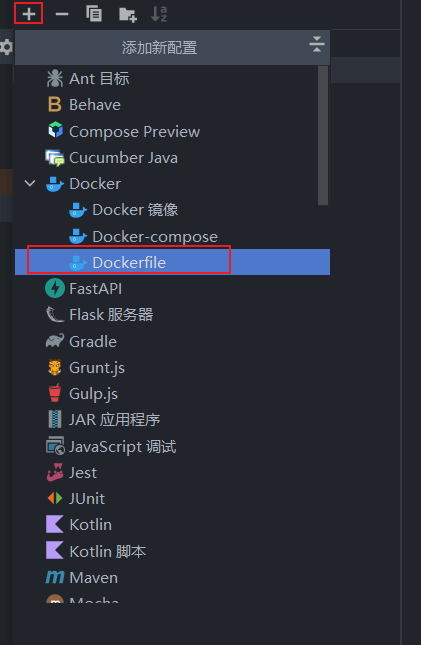 添加新配置
Ant 目标
Behave
Compose Preview
Cucumber Java
Docker
Docker 镜像
Docker-compose
Dockerfile
FastAPI
Flask 服务器
Gradle
Grunt.js
Gulp.js
JAR 应用程序
JavaScript 调试
Jest
JUnit
Kotlin
Kotlin 脚本
Maven
Mocha